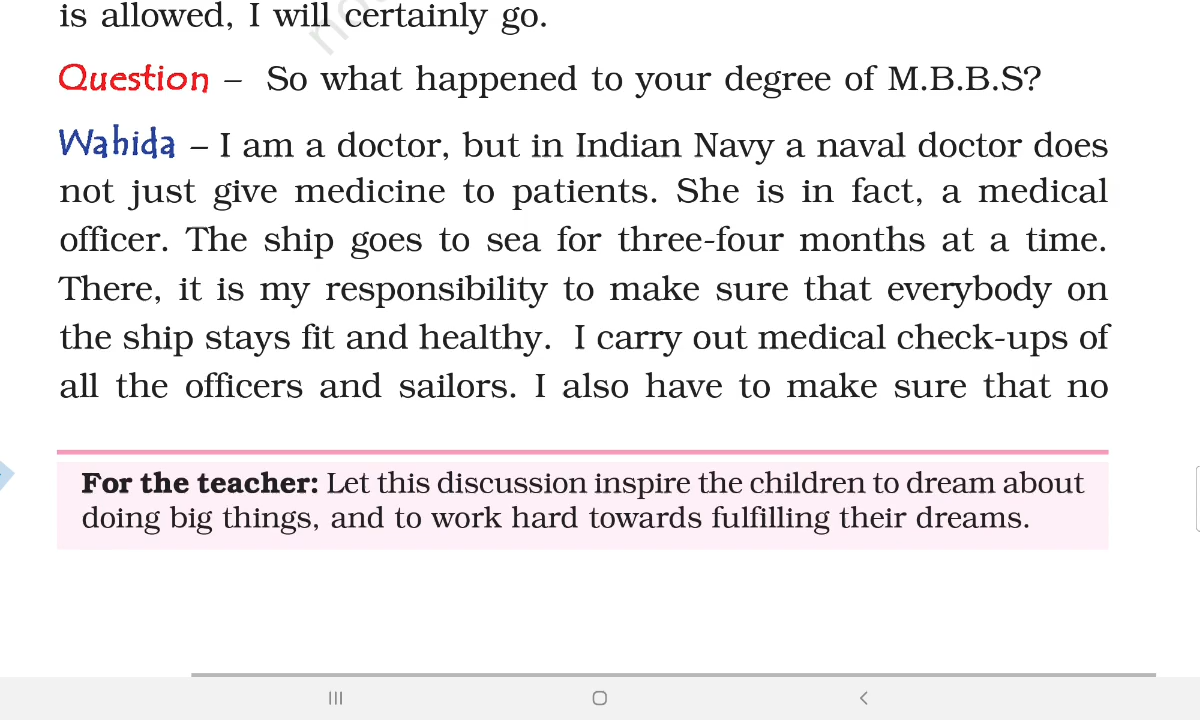 is allowed, I will certainly go.
Question – So what happened to your degree of M.B.B.S?
Wahida – I am a doctor, but in Indian Navy a naval doctor does
not just give medicine to patients. She is in fact, a medical
officer. The ship goes to sea for three-four months at a time.
There, it is my responsibility to make sure that everybody on
the ship stays fit and healthy. I carry out medical check-ups of
all the officers and sailors. I also have to make sure that no
For the teacher: Let this discussion inspire the children to dream about
doing big things, and to work hard towards fulfilling their dreams.